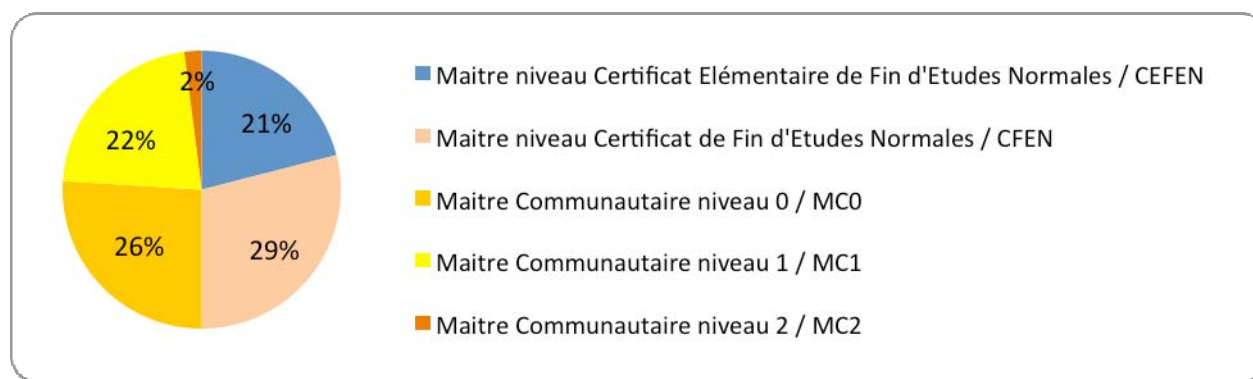 2%
21%
22%
26%
29%
Maitre niveau Certificat Elémentaire de Fin d'Etudes Normales / CEFEN
Maitre niveau Certificat de Fin d'Etudes Normales / CFEN
Maitre Communautaire niveau 0 / MC0
Maitre Communautaire niveau 1 / MC1
Maitre Communautaire niveau 2 / MC2